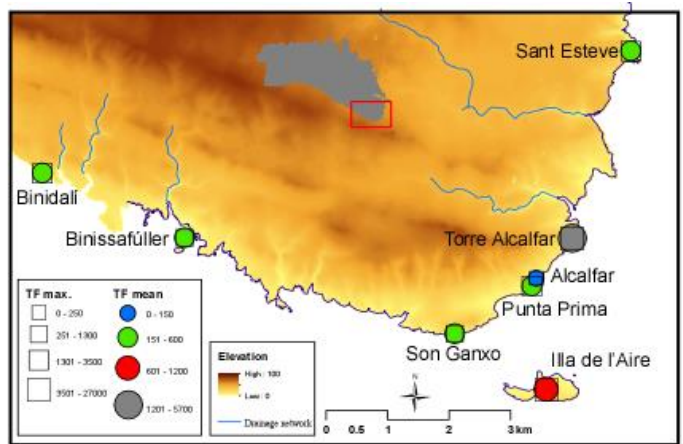 Sant Esteve
Binidalí
Binissafúller
Torre Alcalfar
Alcalfar
Punta Prima
Son Ganxo
Illa de l'Aire
TF max.
0 - 250
251 - 1300
1301 - 3500
3501 - 27000
TF mean
0 - 150
151 - 600
601 - 1200
1201 - 5700
Elevation
High : 100
Low : 0
Drainage network
N
0 0.5 1 2 3 km